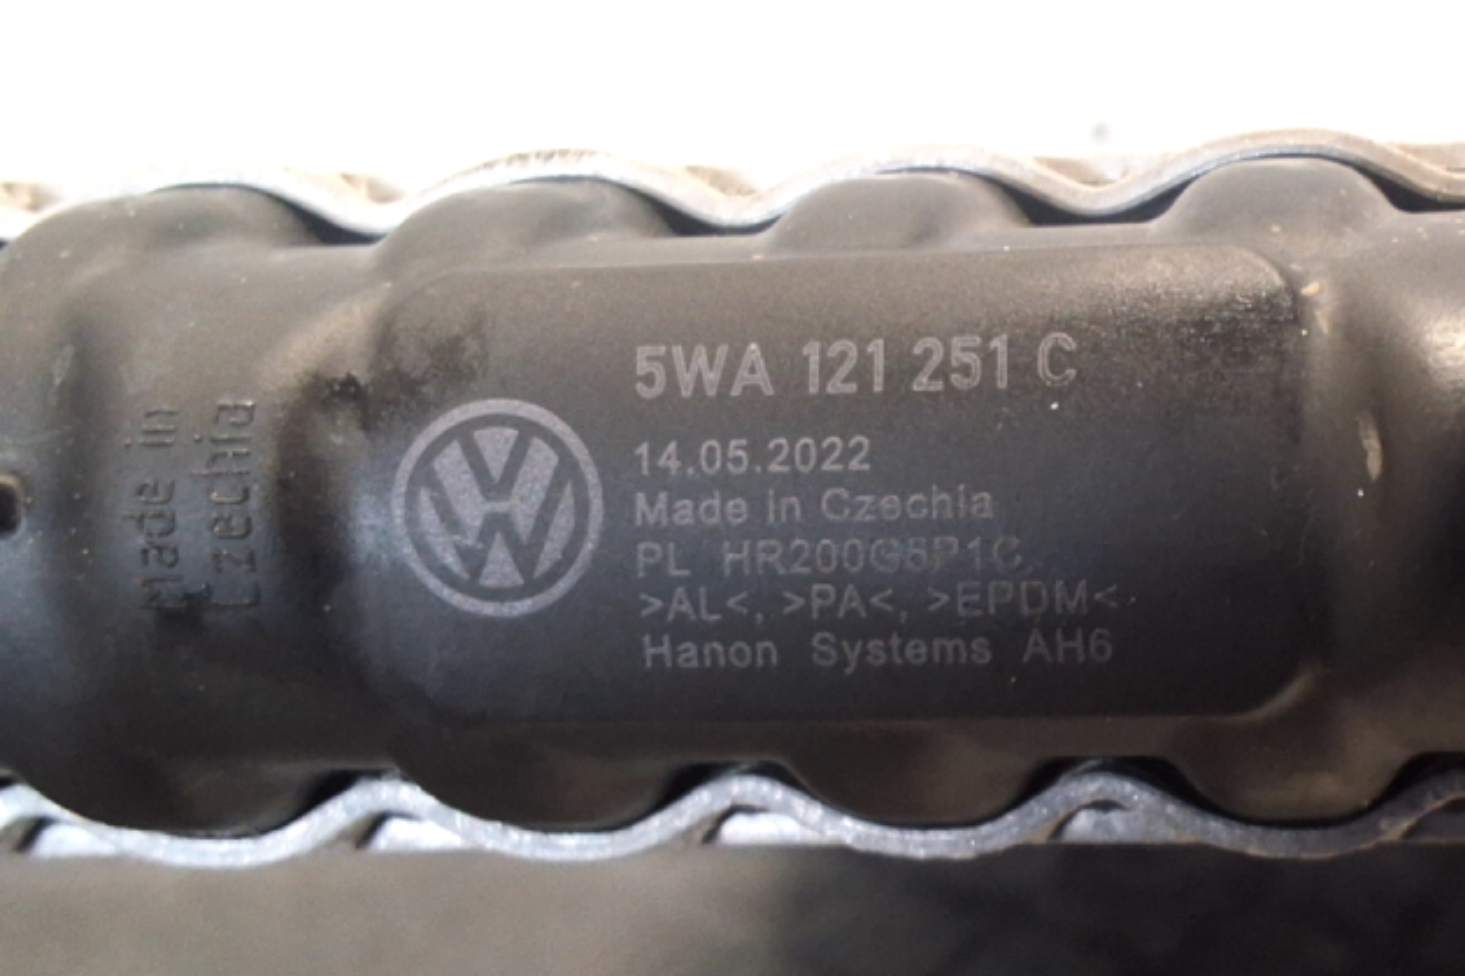 5WA 121 251 C
14.05.2022
Made in Czechia
PL HR200G5P1C
>AL<, >PA<, >EPDM<
Hanon Systems AH6
Made in
Czechia